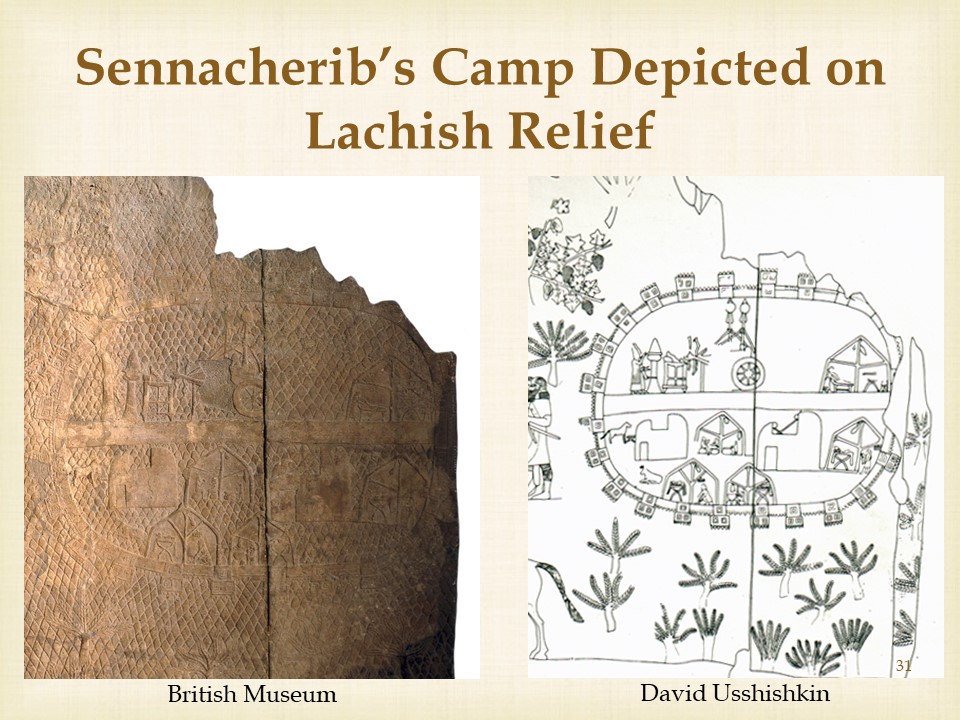 Sennacherib’s Camp Depicted on
Lachish Relief
31
British Museum
David Usshishkin